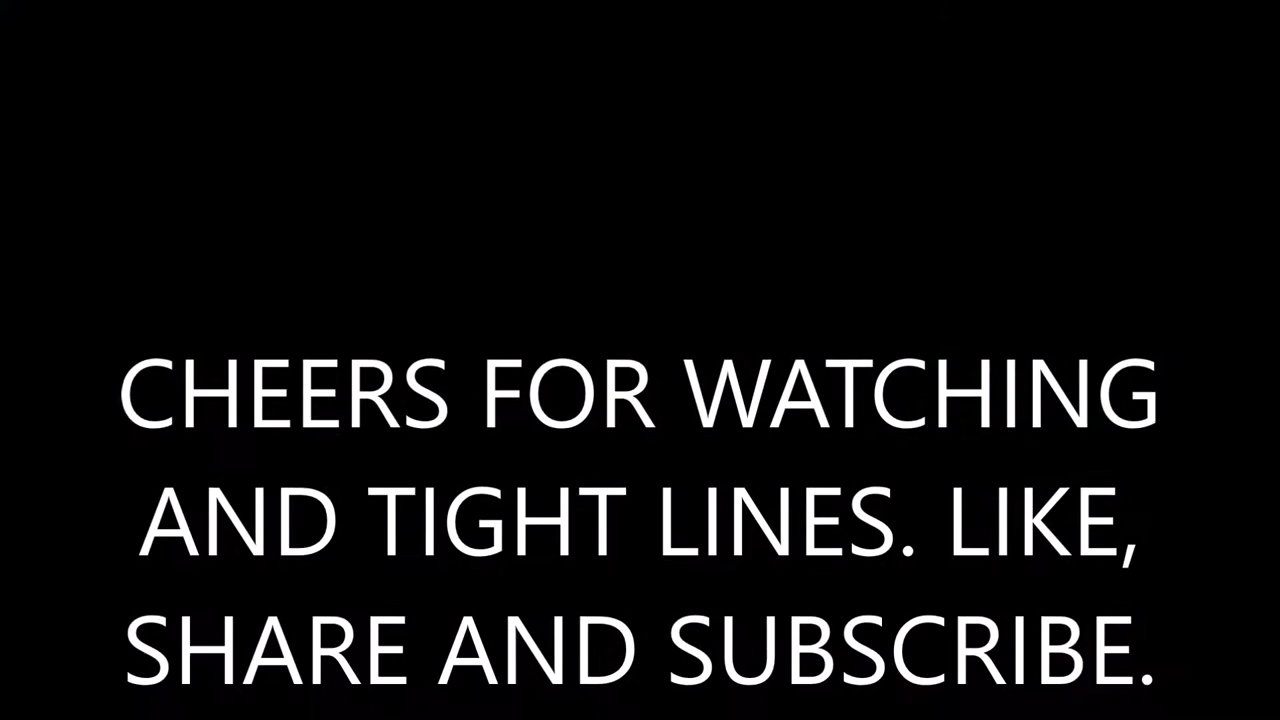 CHEERS FOR WATCHING
AND TIGHT LINES. LIKE,
SHARE AND SUBSCRIBE.